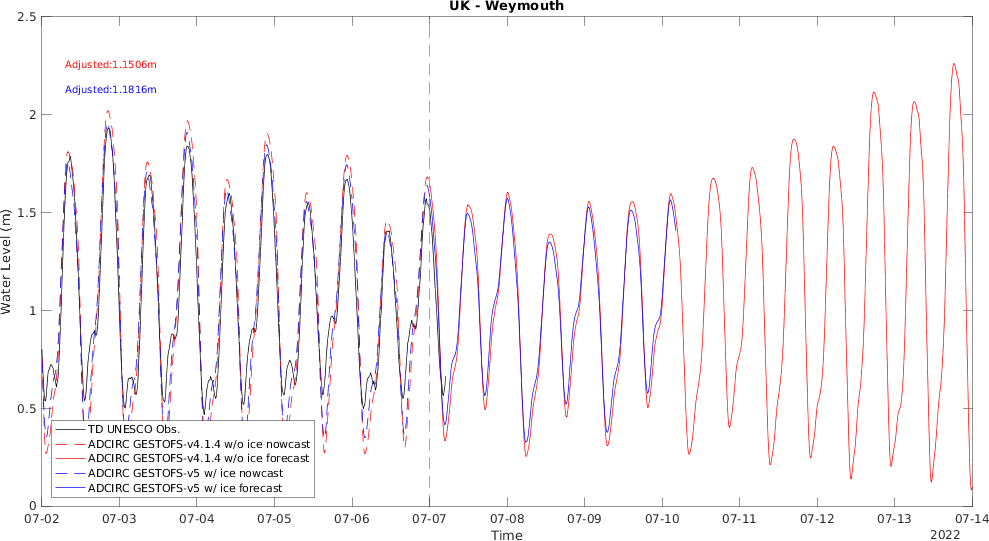 UK - Weymouth
2.5
2
1.5
1
0.5
0
Water Level (m)
Adjusted:1.1506m
Adjusted:1.1816m
TD UNESCO Obs.
ADCIRC GESTOFS-v4.1.4 w/o ice nowcast
ADCIRC GESTOFS-v4.1.4 w/o ice forecast
ADCIRC GESTOFS-v5 w/ ice nowcast
ADCIRC GESTOFS-v5 w/ ice forecast
07-02 07-03 07-04 07-05 07-06 07-07 07-08 07-09 07-10 07-11 07-12 07-13 07-14
Time
2022